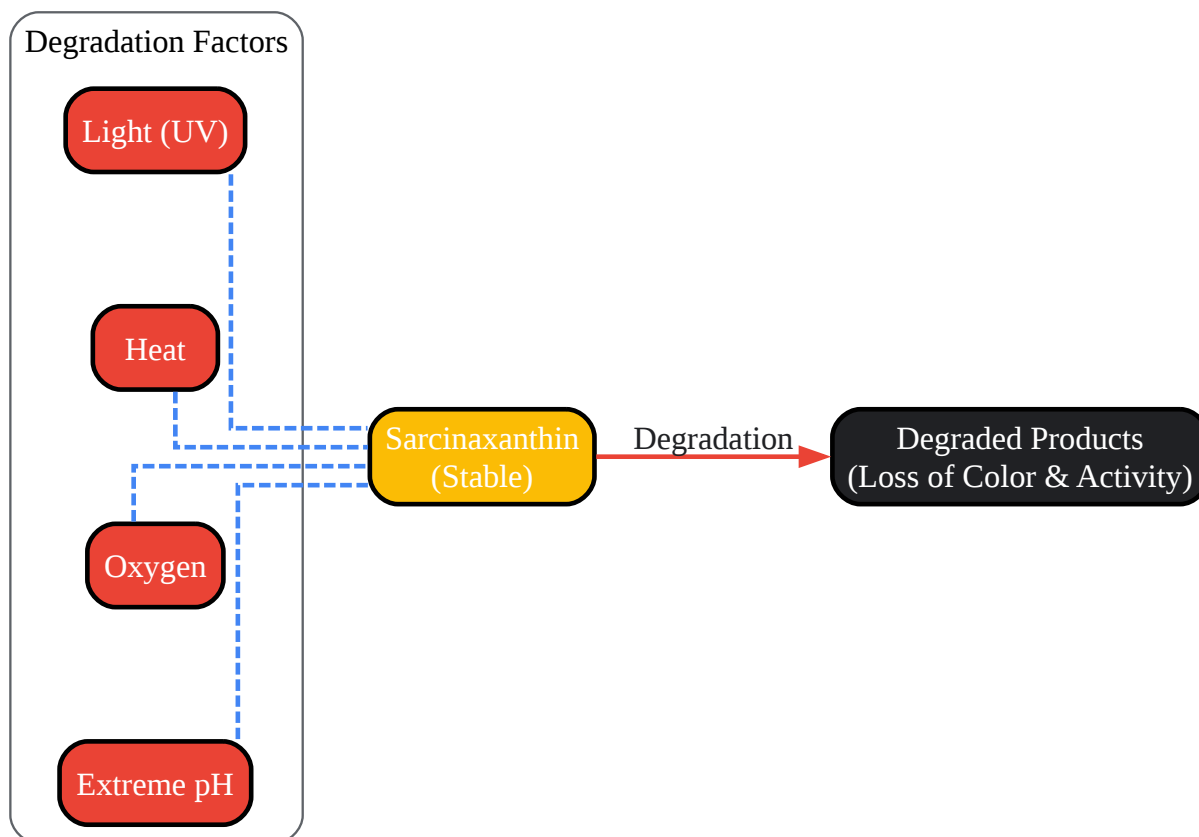 Degradation Factors
Light (UV)
Heat
Oxygen
Extreme pH
Sarcinaxanthin
(Stable)
Degradation
Degraded Products
(Loss of Color & Activity)